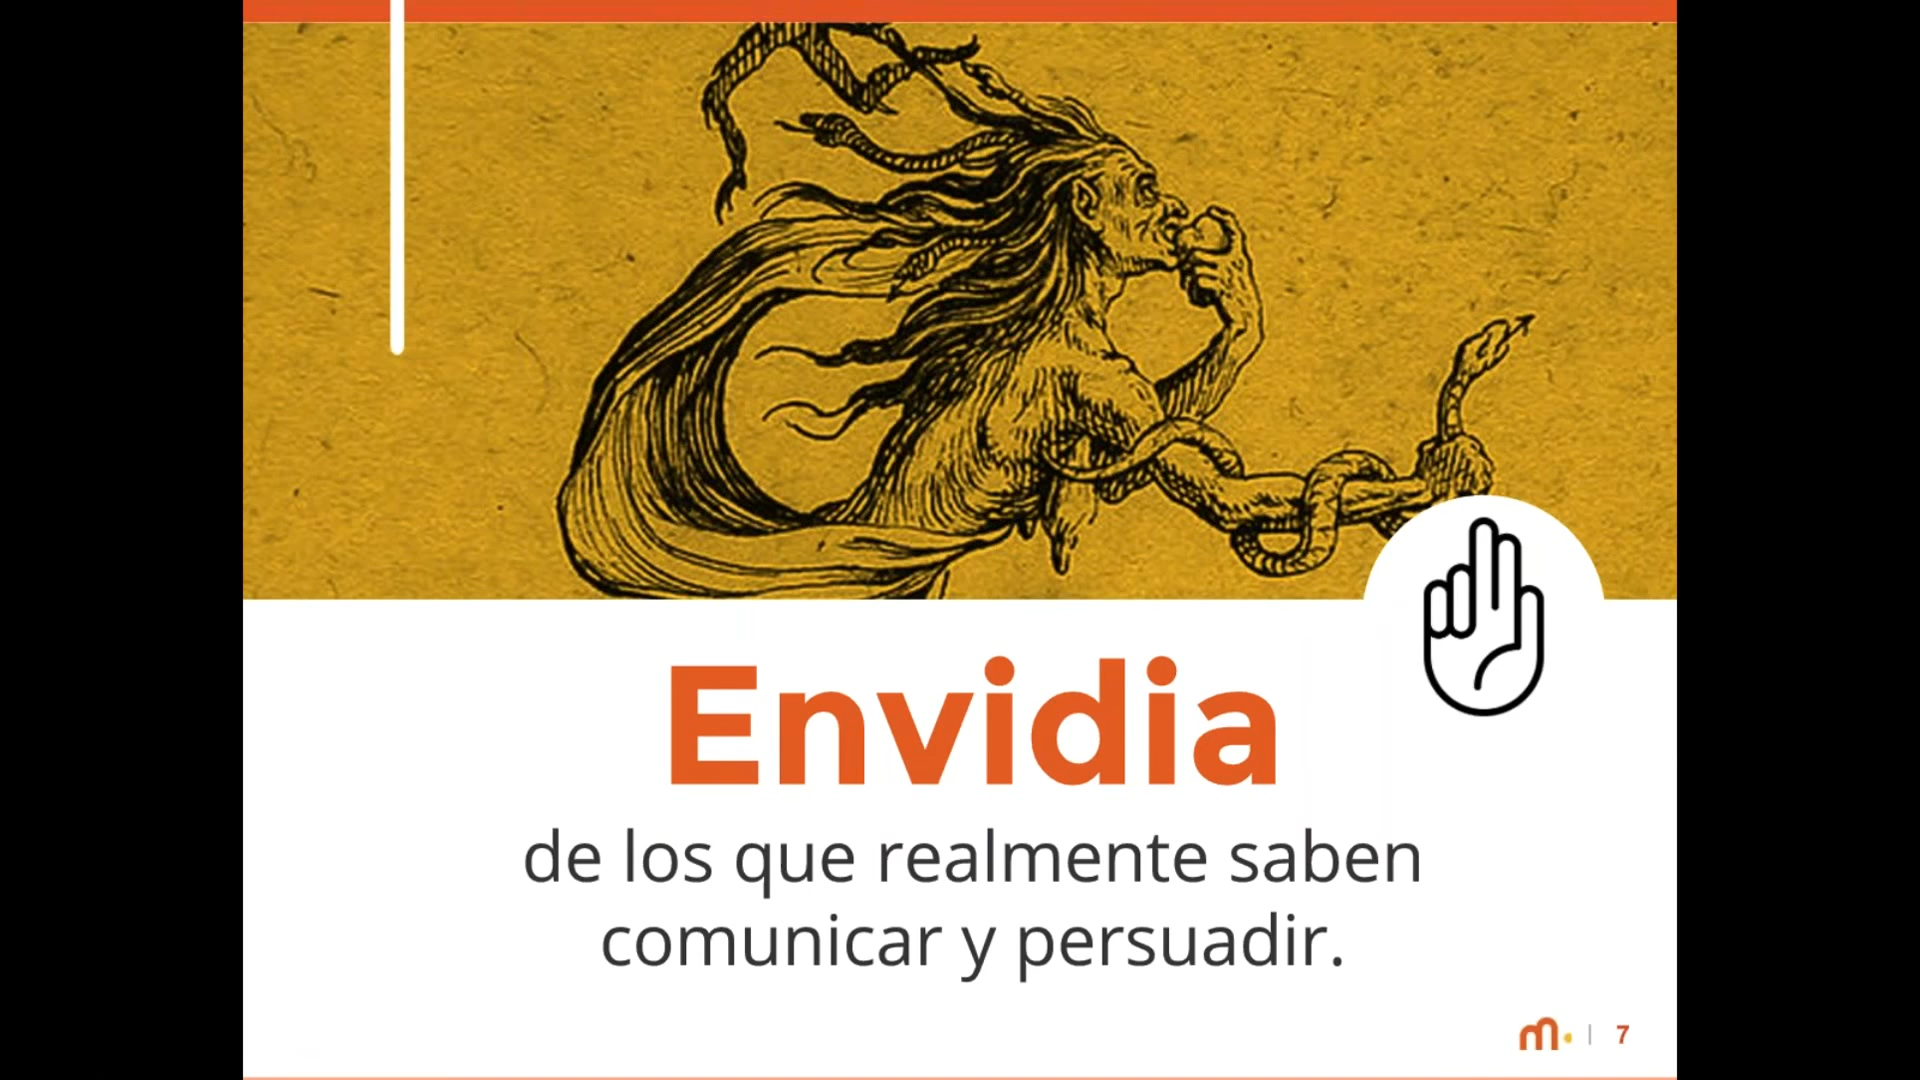 Envidia
de los que realmente saben
comunicar y persuadir.
m. | 7